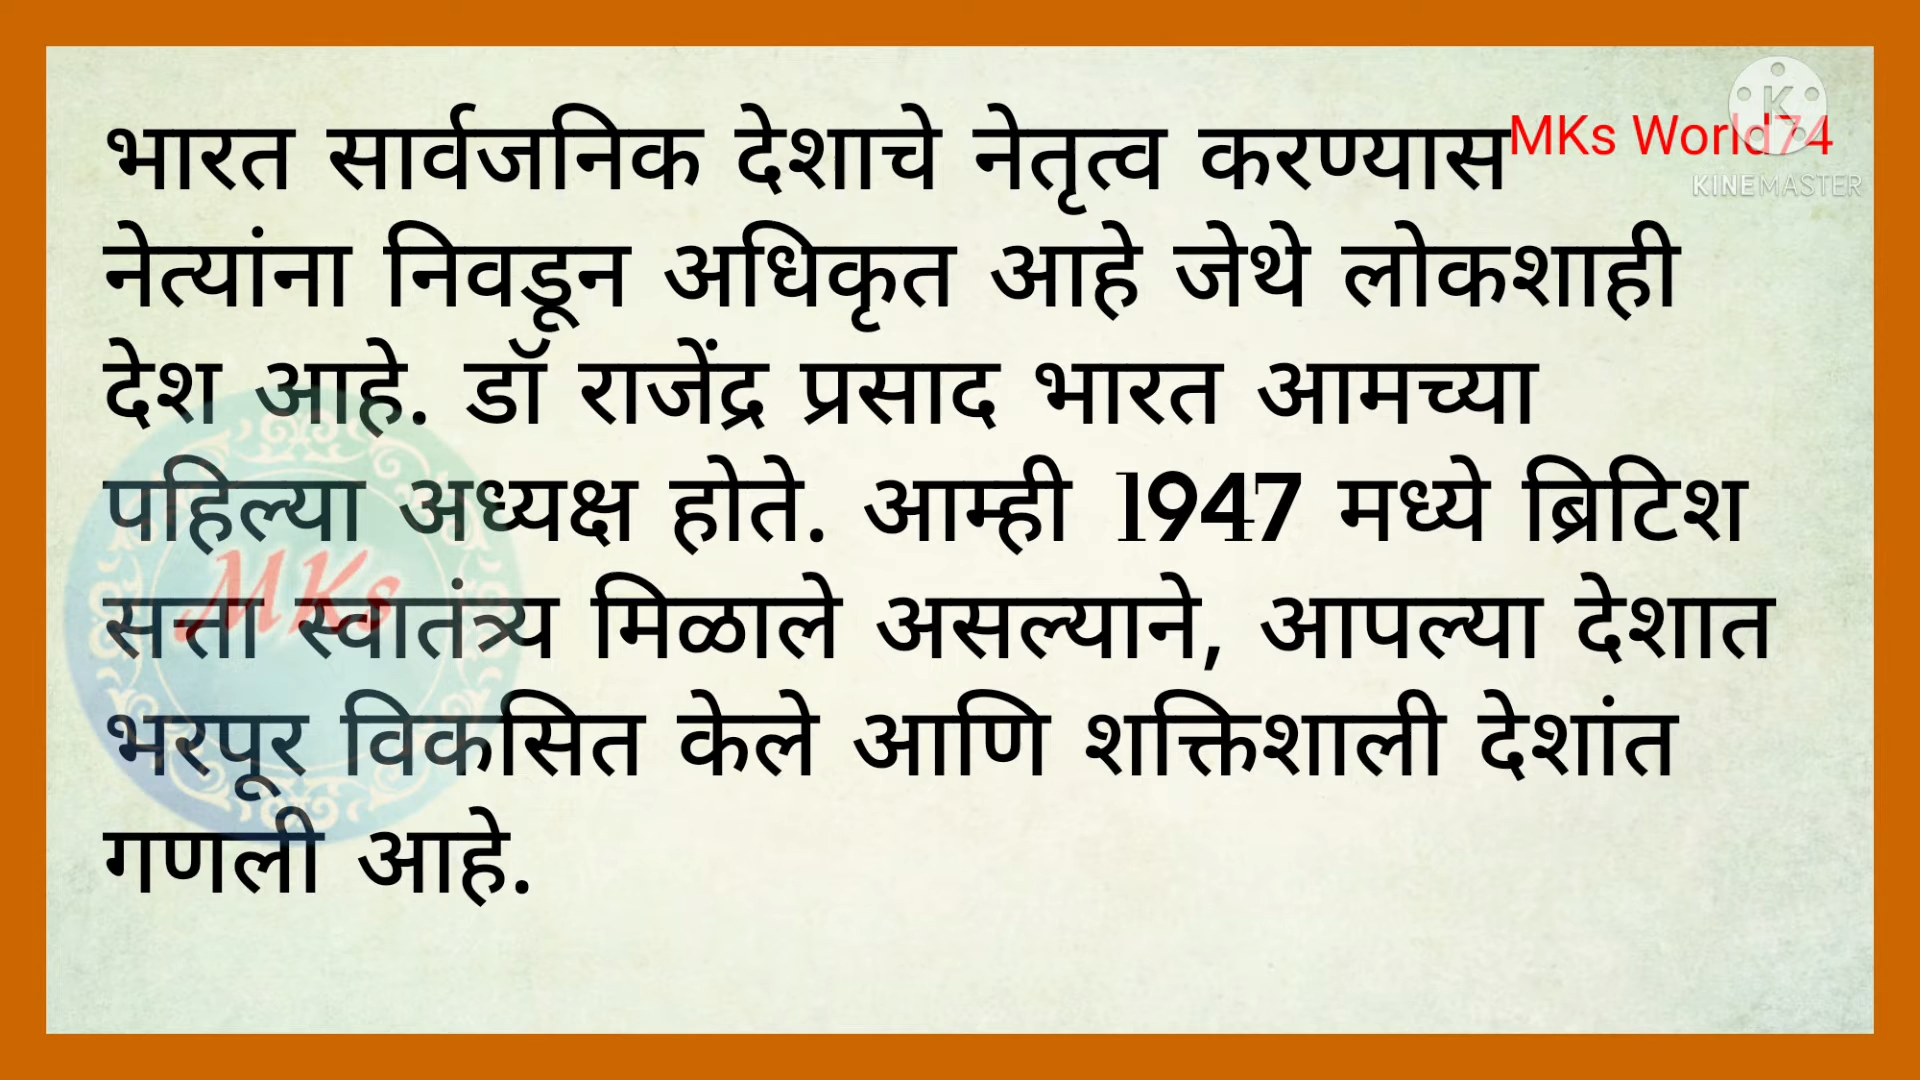 भारत सार्वजनिक देशाचे नेतृत्व करण्यास
MKs World74
KINEMASTER
नेत्यांना निवडून अधिकृत आहे जेथे लोकशाही
देश आहे. डॉ राजेंद्र प्रसाद भारत आमच्या
पहिल्या अध्यक्ष होते. आम्ही 1947 मध्ये ब्रिटिश
सत्ता स्वातंत्र्य मिळाले असल्याने, आपल्या देशात
MKs
भरपूर विकसित केले आणि शक्तिशाली देशांत
गणली आहे.